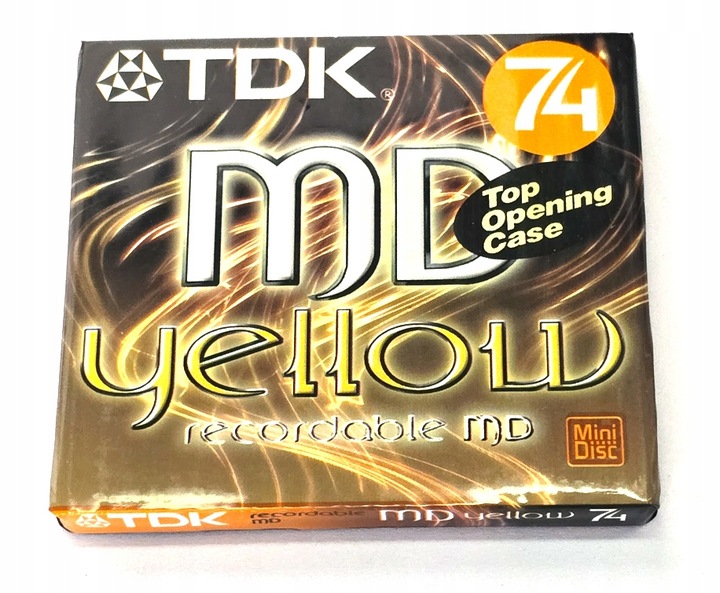 TDK®
74
MD
Top
Opening
Case
yellow
recordable MD
Mini
Disc
TDK recordable MD MD yellow 74